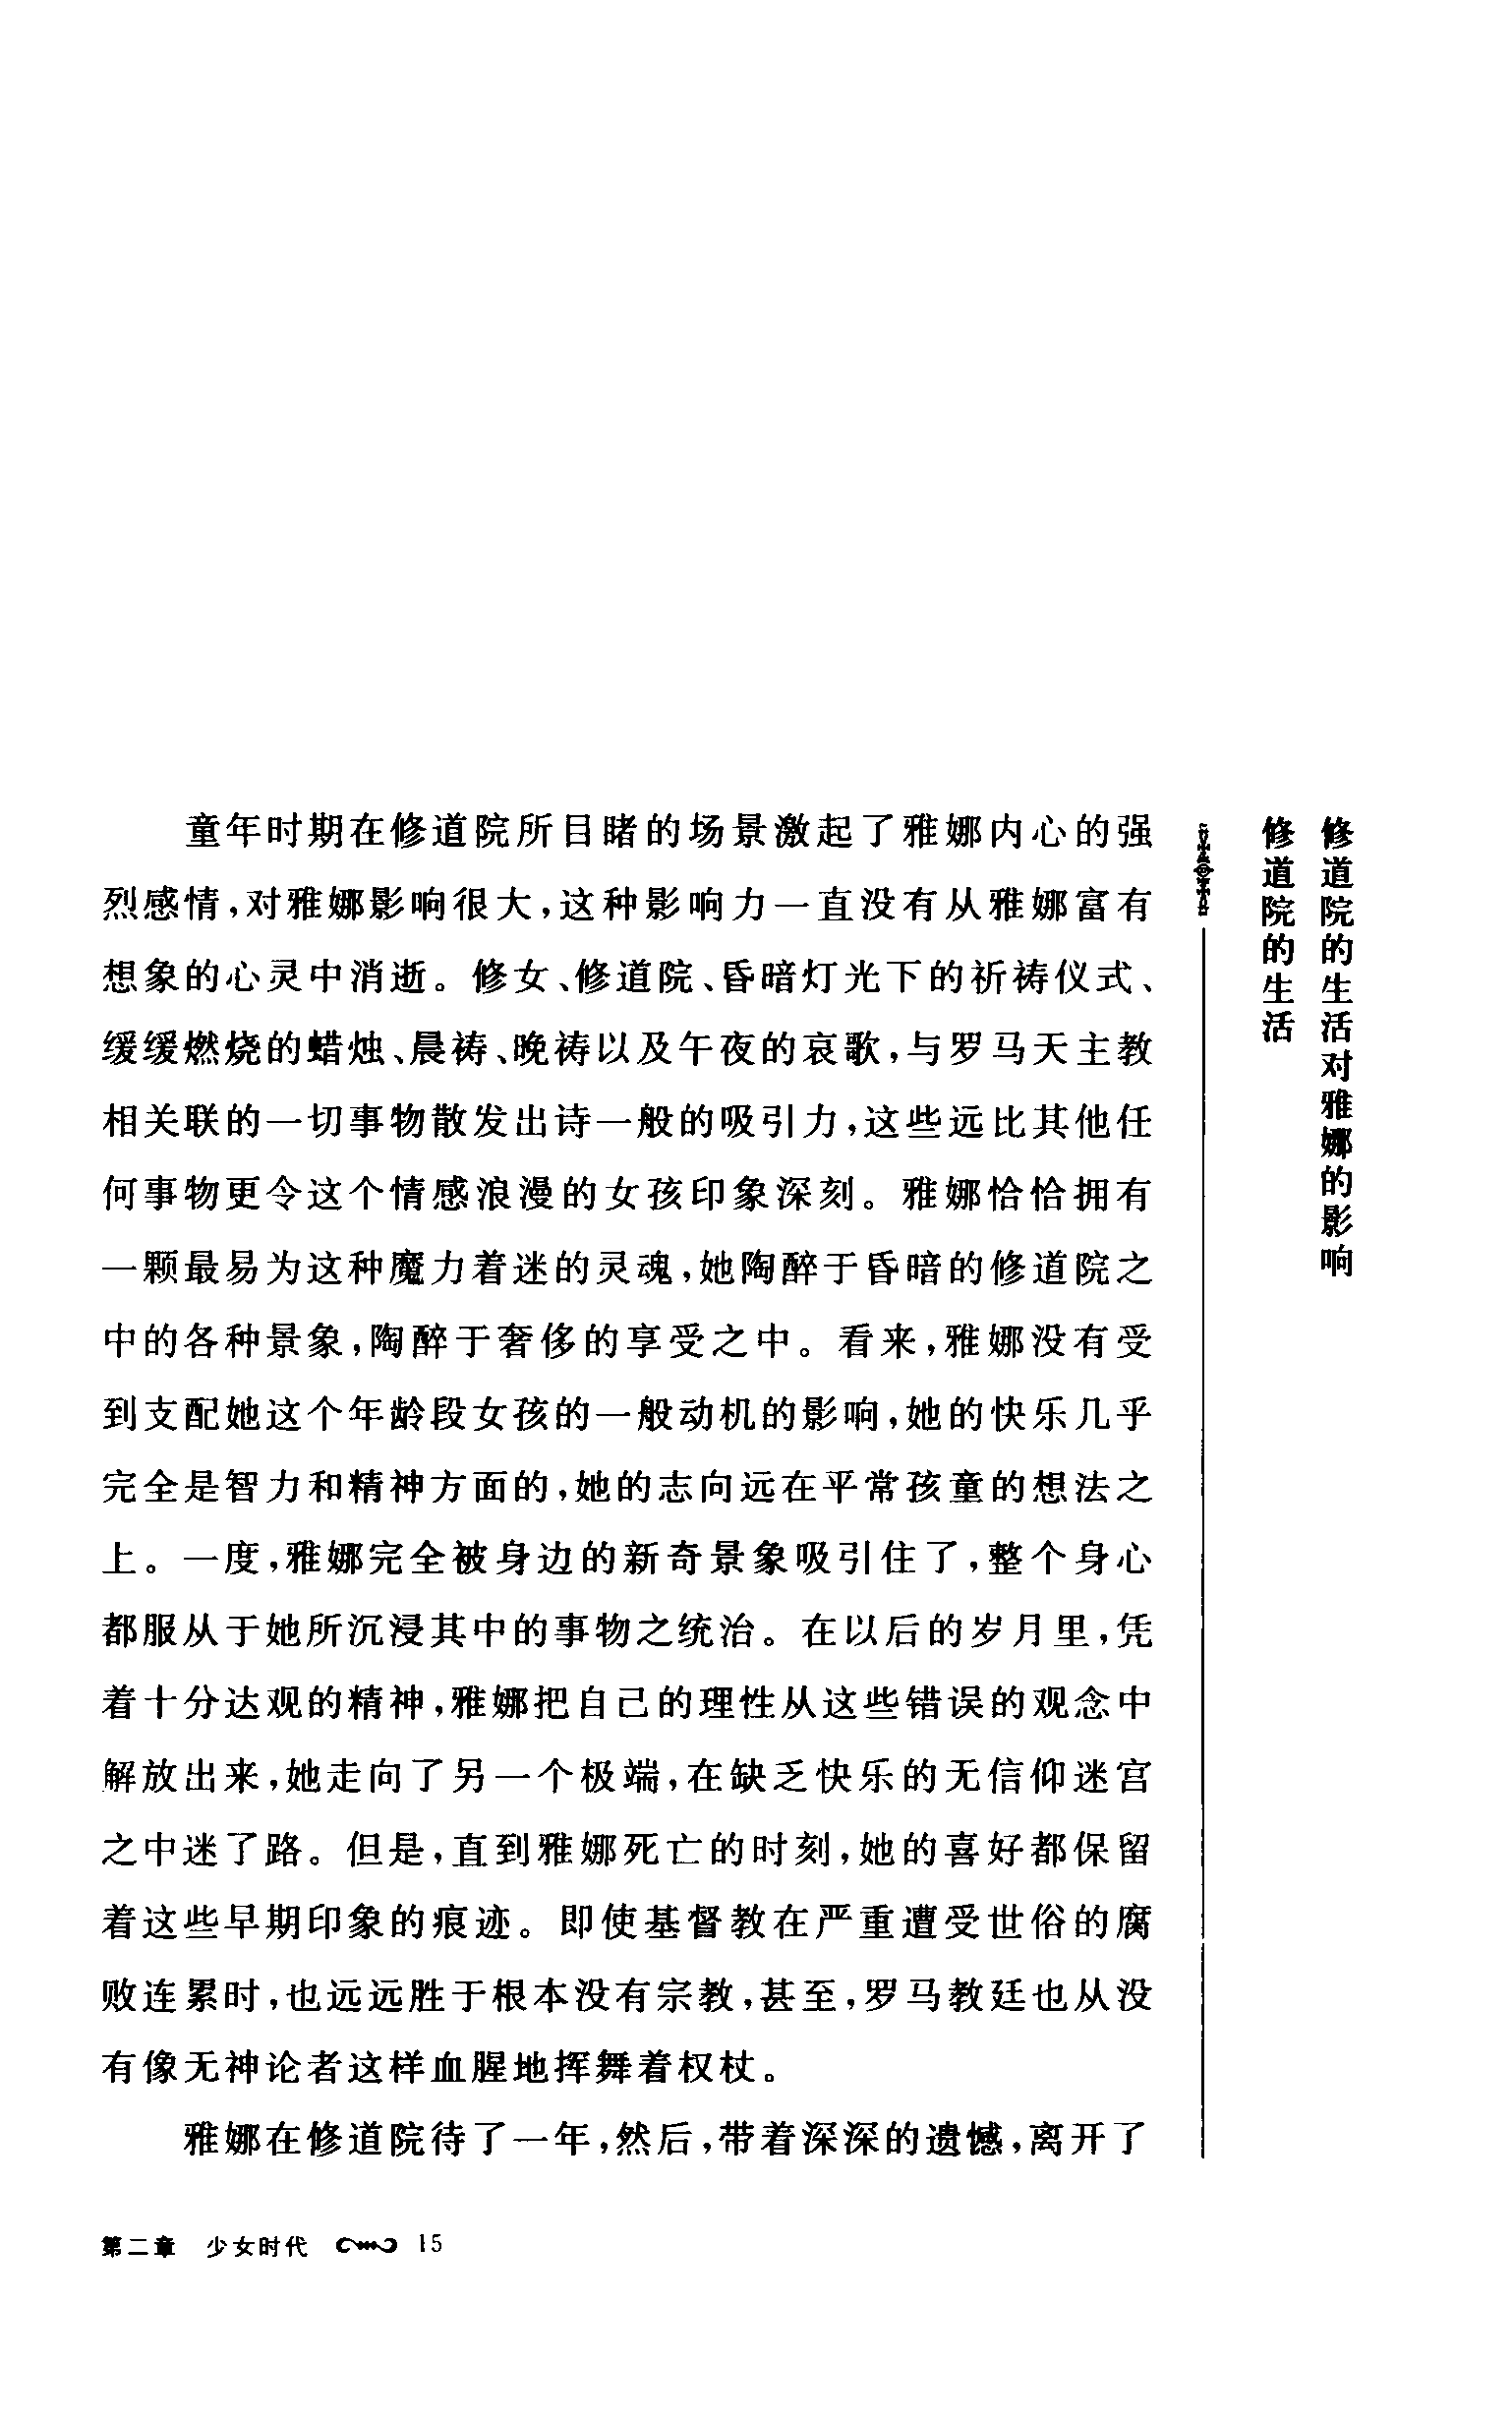 童年时期在修道院所目睹的场景激起了雅娜内心的强
烈感情，对雅娜影响很大，这种影响力一直没有从雅娜富有
想象的心灵中消逝。修女、修道院、昏暗灯光下的祈祷仪式、
缓缓燃烧的蜡烛、晨祷、晚祷以及午夜的哀歌，与罗马天主教
相关联的一切事物散发出诗一般的吸引力，这些远比其他任
何事物更令这个情感浪漫的女孩印象深刻。雅娜恰恰拥有
一颗最易为这种魔力着迷的灵魂，她陶醉于昏暗的修道院之
中的各种景象，陶醉于奢侈的享受之中。看来，雅娜没有受
到支配她这个年龄段女孩的一般动机的影响，她的快乐几乎
完全是智力和精神方面的，她的志向远在平常孩童的想法之
上。一度，雅娜完全被身边的新奇景象吸引住了，整个身心
都服从于她所沉浸其中的事物之统治。在以后的岁月里，凭
着十分达观的精神，雅娜把自己的理性从这些错误的观念中
解放出来，她走向了另一个极端，在缺乏快乐的无信仰迷宫
之中迷了路。但是，直到雅娜死亡的时刻，她的喜好都保留
着这些早期印象的痕迹。即使基督教在严重遭受世俗的腐
败连累时，也远远胜于根本没有宗教，甚至，罗马教廷也从没
有像无神论者这样血腥地挥舞着权杖。
雅娜在修道院待了一年，然后，带着深深的遗憾，离开了
修道院的生活对雅娜的影响
修道院的生活
第二章 少女时代 15